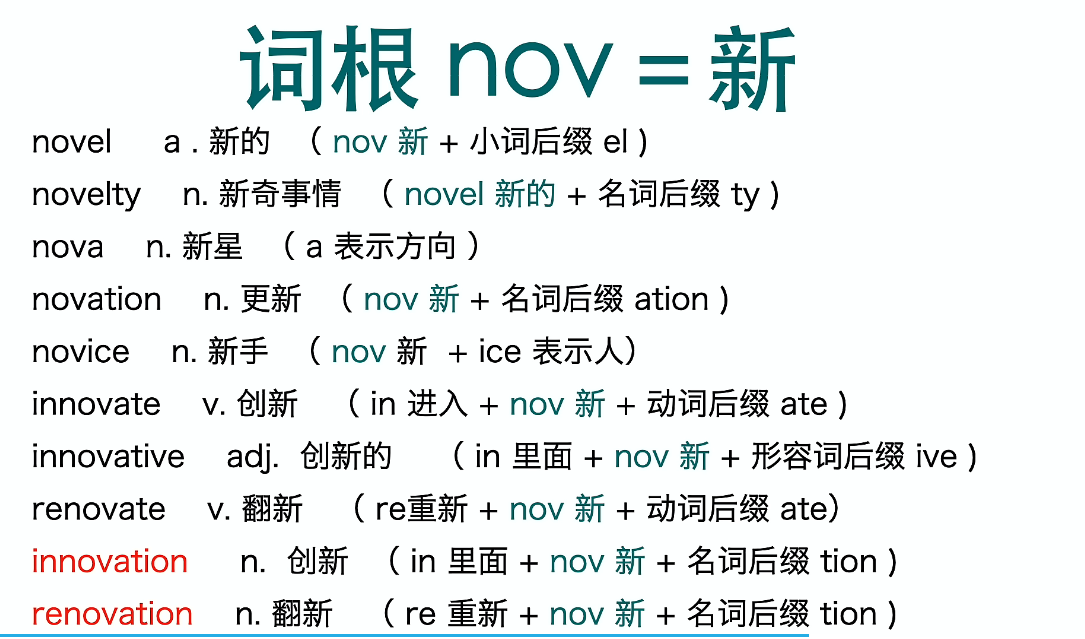 词根 nov = 新
novel a . 新的 （ nov 新 + 小词后缀 el ）
novelty n. 新奇事情 （ novel 新的 + 名词后缀 ty ）
nova n. 新星 （ a 表示方向 ）
novation n. 更新 （ nov 新 + 名词后缀 ation ）
novice n. 新手 （ nov 新 + ice 表示人）
innovate v. 创新 （ in 进入 + nov 新 + 动词后缀 ate ）
innovative adj. 创新的 （ in 里面 + nov 新 + 形容词后缀 ive ）
renovate v. 翻新 （ re重新 + nov 新 + 动词后缀 ate）
innovation n. 创新 （ in 里面 + nov 新 + 名词后缀 tion ）
renovation n. 翻新 （ re 重新 + nov 新 + 名词后缀 tion ）